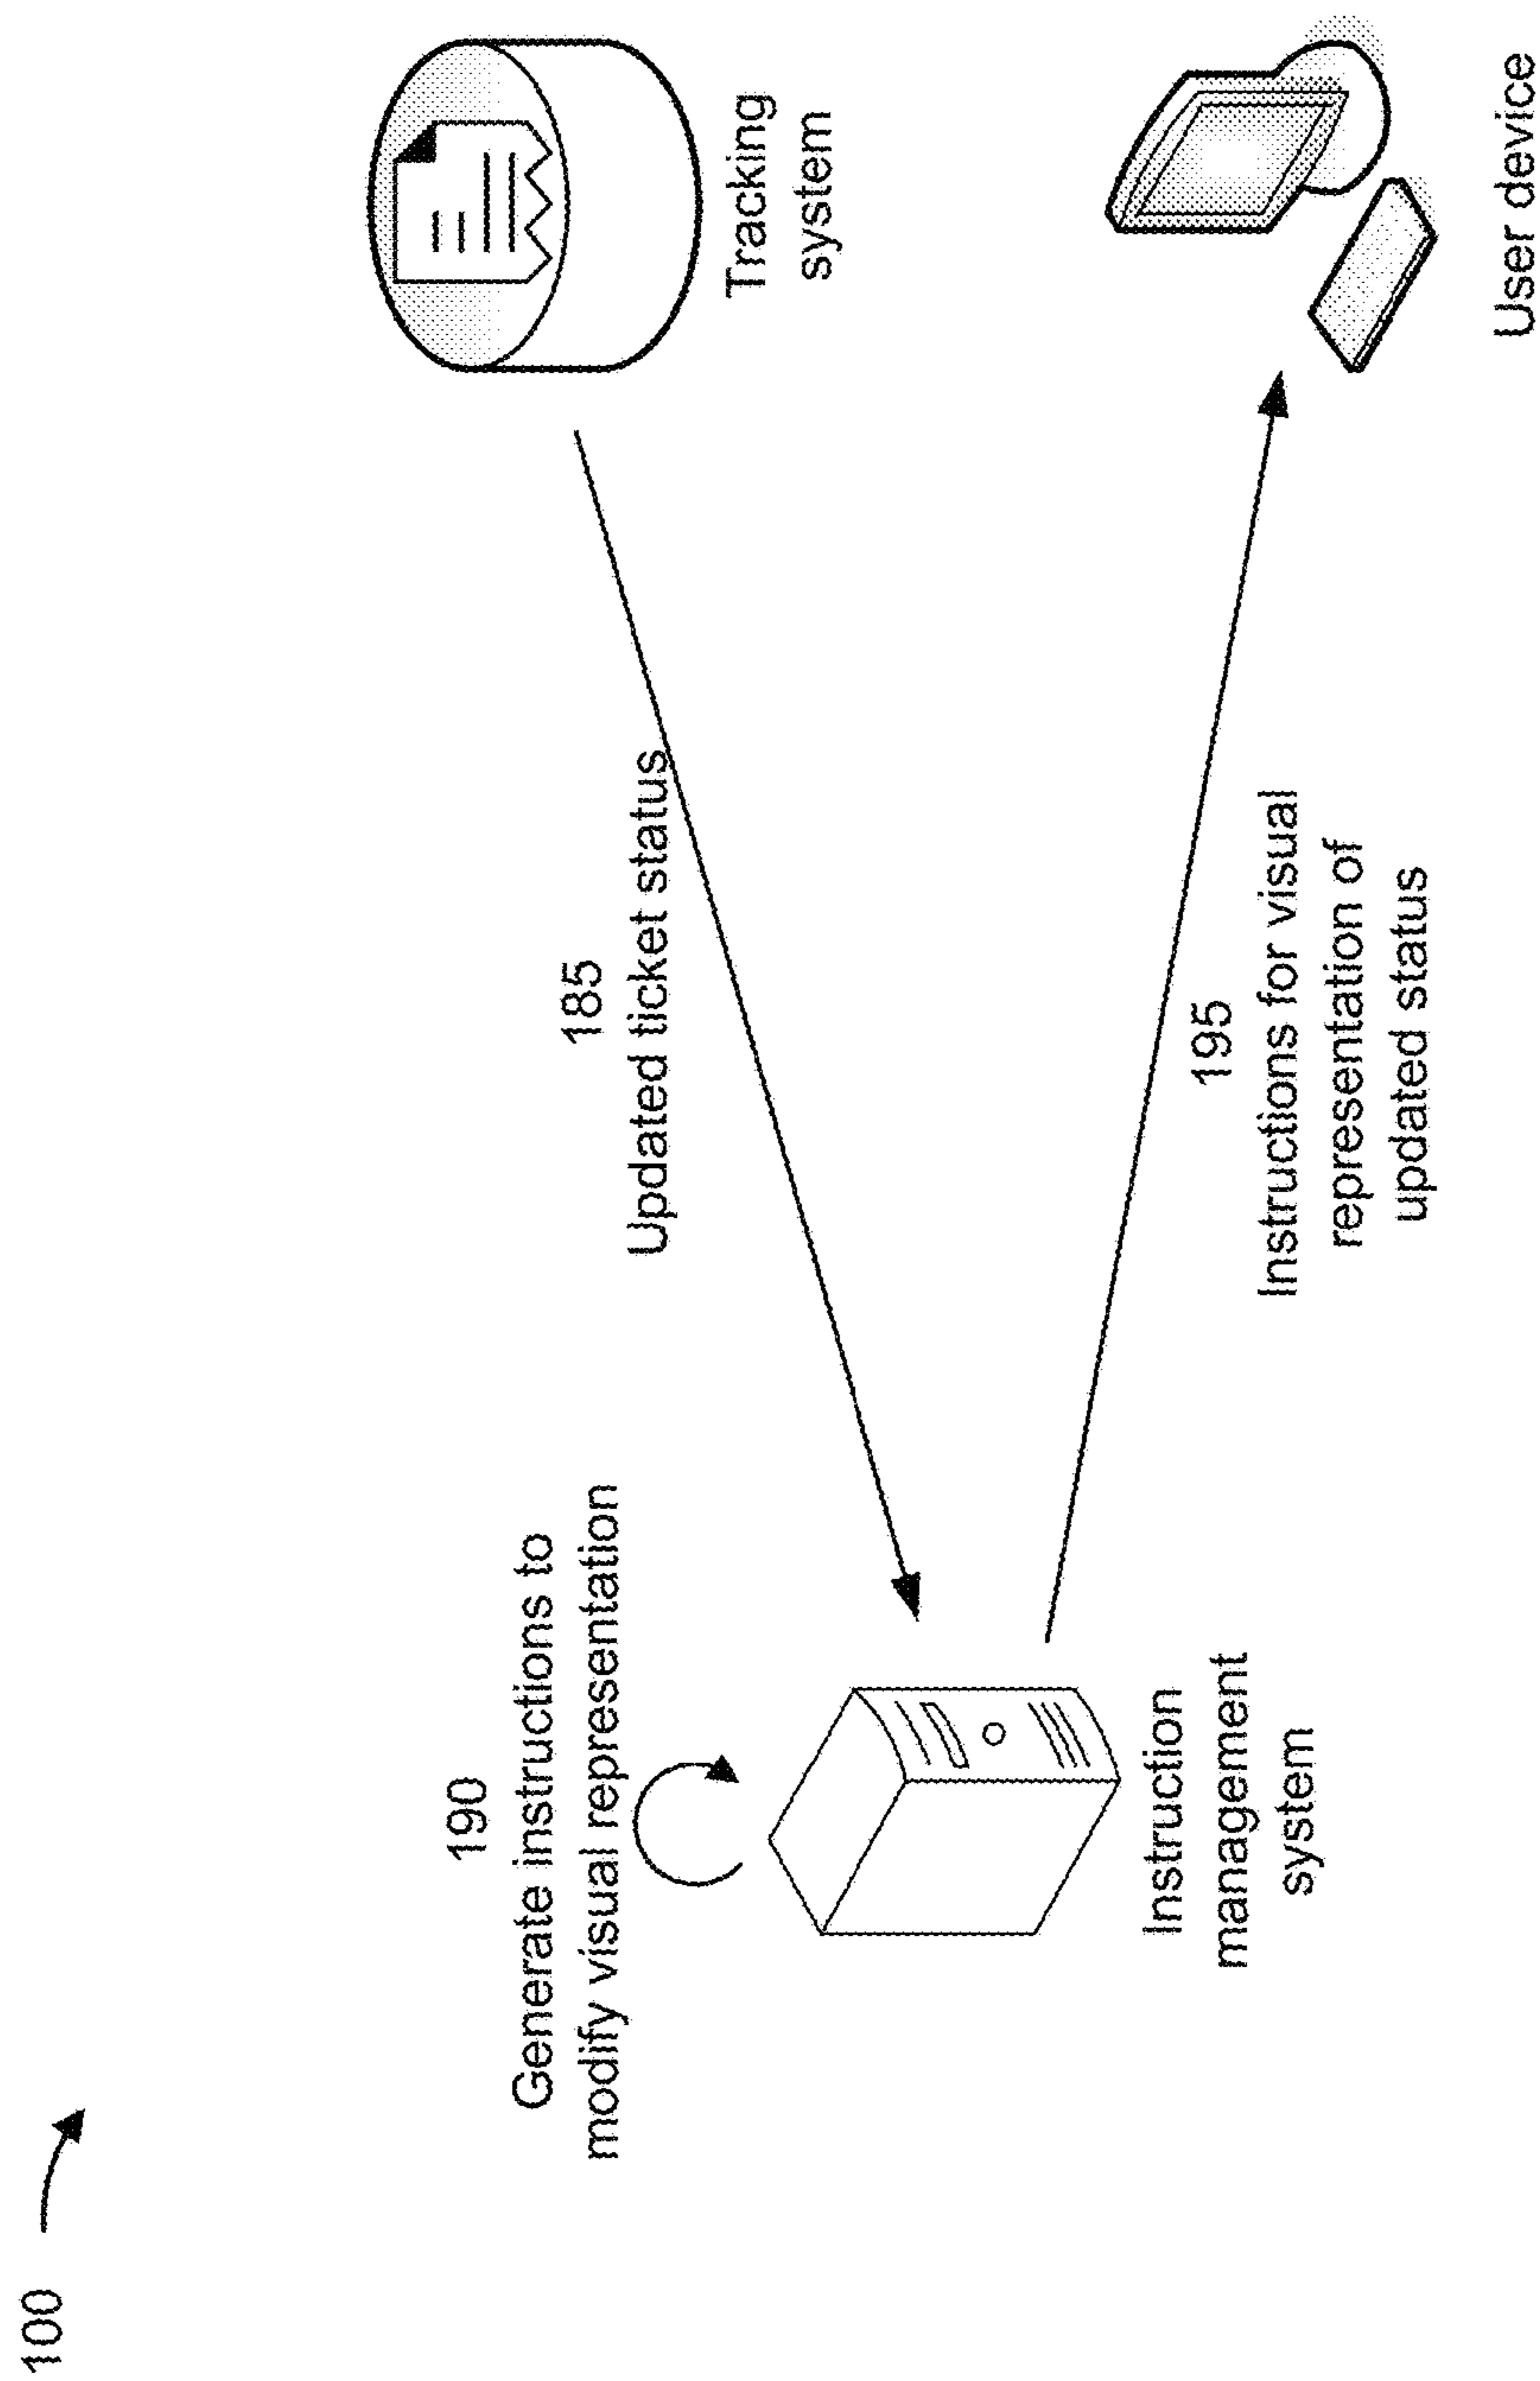 100
190
Generate instructions to
modify visual representation
Instruction
management
system
185
Updated ticket status
195
Instructions for visual
representation of
updated status
Tracking
system
User device